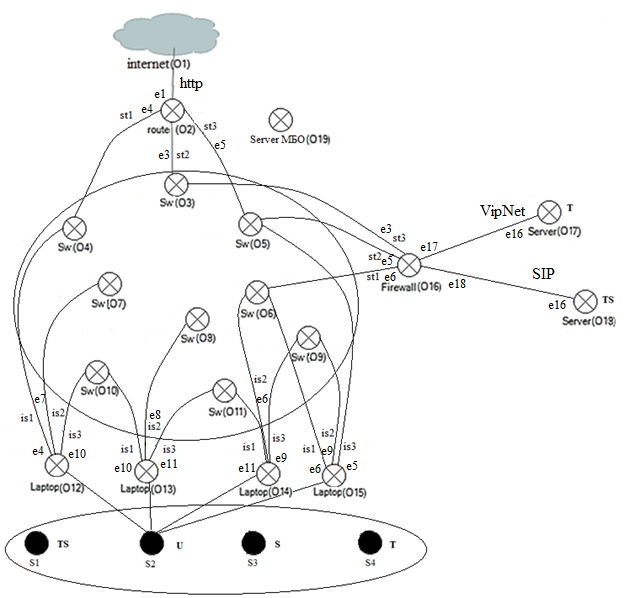 internet(O1)
http
e1
st1 e4
st3
route (O2)
e5
e3 st2
Server МБО(O19)
Sw(O3)
Sw(O4)
Sw(O5)
e3
st3
VipNet
T
e17
e16
Server(O17)
st2 e5
st1 e6
Firewall(O16)
e18
SIP
e16
TS
Server(O18)
Sw(O7)
Sw(O6)
Sw(O8)
Sw(O9)
Sw(O10)
Sw(O11)
e7
is1
is2
is3
e4
e10
Laptop(O12)
e8
is2
is1
is3
e10
e11
Laptop(O13)
is2
e6
is1
is3
e11
e9
Laptop(O14)
is2
is1
e9
is3
e6
e5
Laptop(O15)
TS
U
S
T
S1
S2
S3
S4